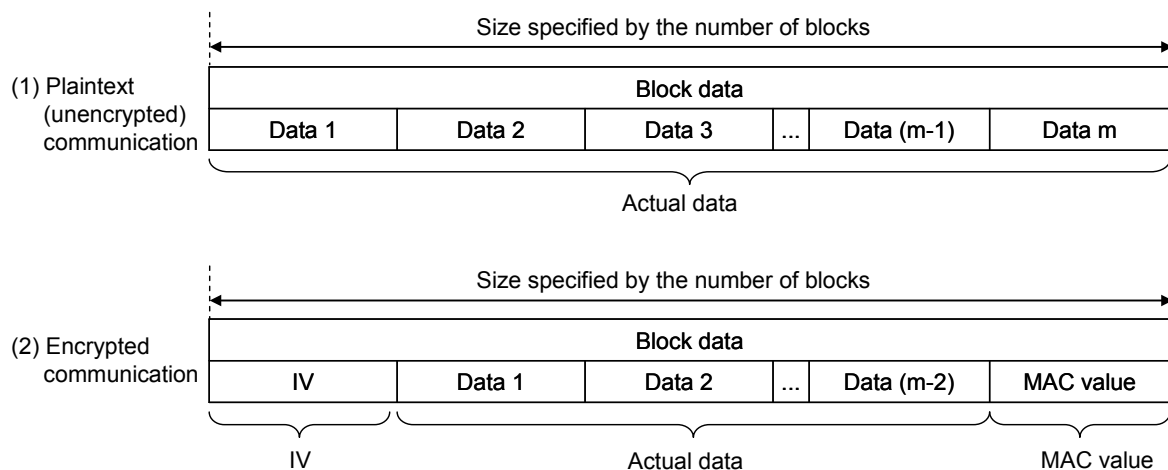 Size specified by the number of blocks
(1) Plaintext
(unencrypted)
communication
Block data
Data 1 Data 2 Data 3 ... Data (m-1) Data m
Actual data
Size specified by the number of blocks
(2) Encrypted
communication
Block data
IV Data 1 Data 2 ... Data (m-2) MAC value
IV Actual data MAC value